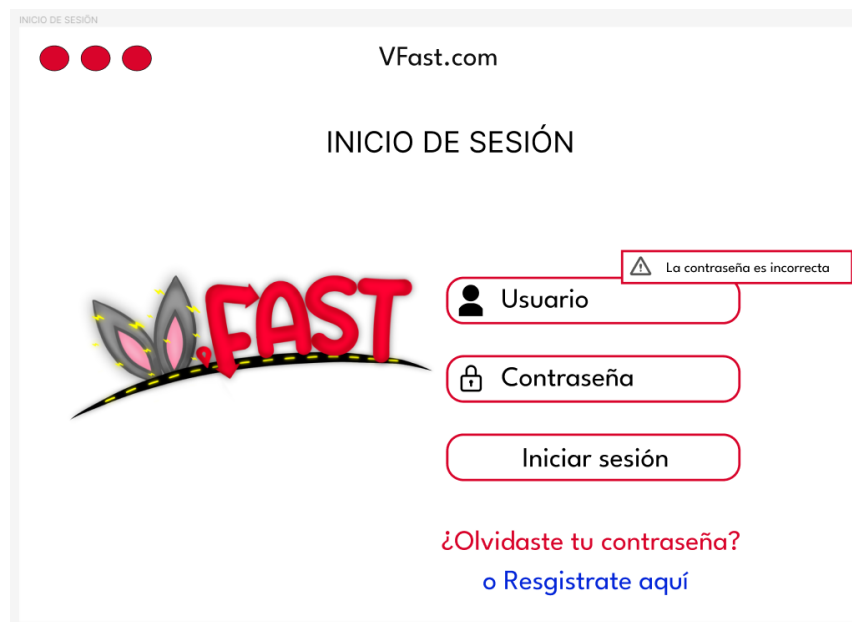 INICIO DE SESIÓN
VFast.com
INICIO DE SESIÓN
La contraseña es incorrecta
V.FAST
Usuario
Contraseña
Iniciar sesión
¿Olvidaste tu contraseña?
o Resgistrate aquí